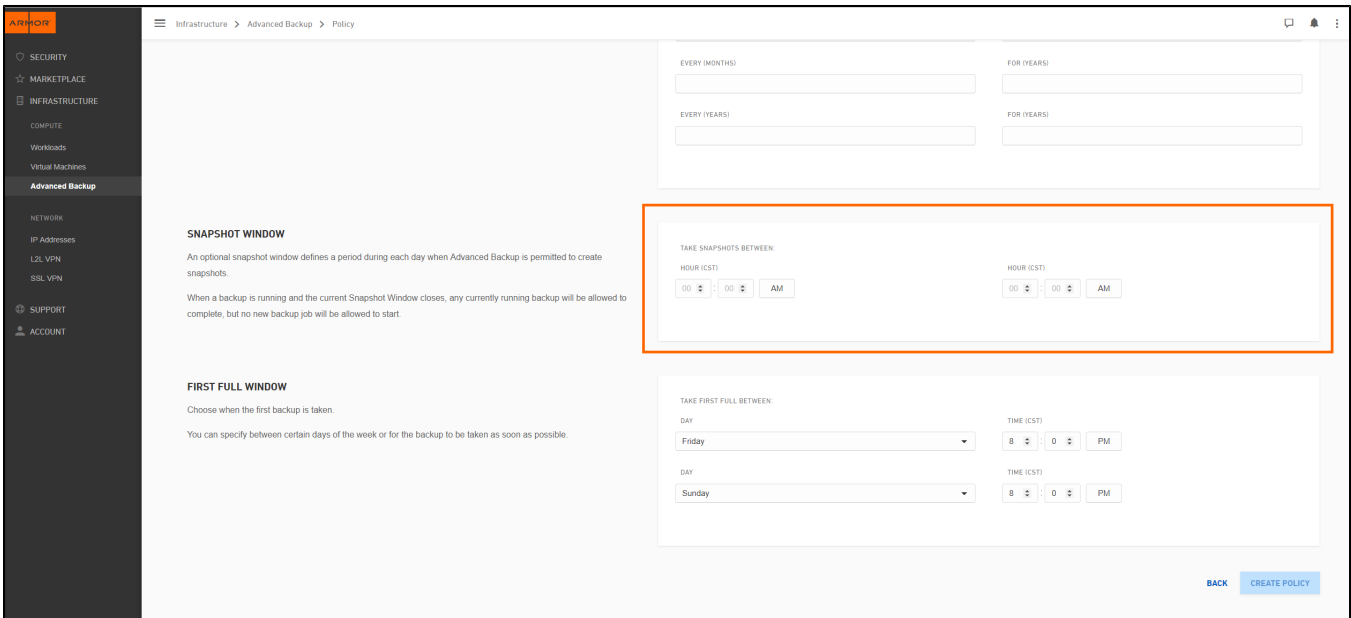 ARMOR
Infrastructure > Advanced Backup > Policy
SECURITY
MARKETPLACE
INFRASTRUCTURE
COMPUTE
Workloads
Virtual Machines
Advanced Backup
NETWORK
IP Addresses
L2L VPN
SSL VPN
SUPPORT
ACCOUNT
EVERY (MONTHS)
FOR (YEARS)
EVERY (YEARS)
FOR (YEARS)
SNAPSHOT WINDOW
An optional snapshot window defines a period during each day when Advanced Backup is permitted to create
snapshots.
When a backup is running and the current Snapshot Window closes, any currently running backup will be allowed to
complete, but no new backup job will be allowed to start.
TAKE SNAPSHOTS BETWEEN:
HOUR (CST)
HOUR (CST)
00 : 00 AM
00 : 00 AM
FIRST FULL WINDOW
Choose when the first backup is taken.
You can specify between certain days of the week or for the backup to be taken as soon as possible.
TAKE FIRST FULL BETWEEN:
DAY
TIME (CST)
Friday
8 : 0 PM
DAY
TIME (CST)
Sunday
8 : 0 PM
BACK
CREATE POLICY